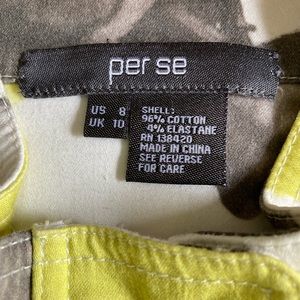 per se
US 8
UK 10
SHELL:
96% COTTON
4% ELASTANE
RN 138420
MADE IN CHINA
SEE REVERSE
FOR CARE